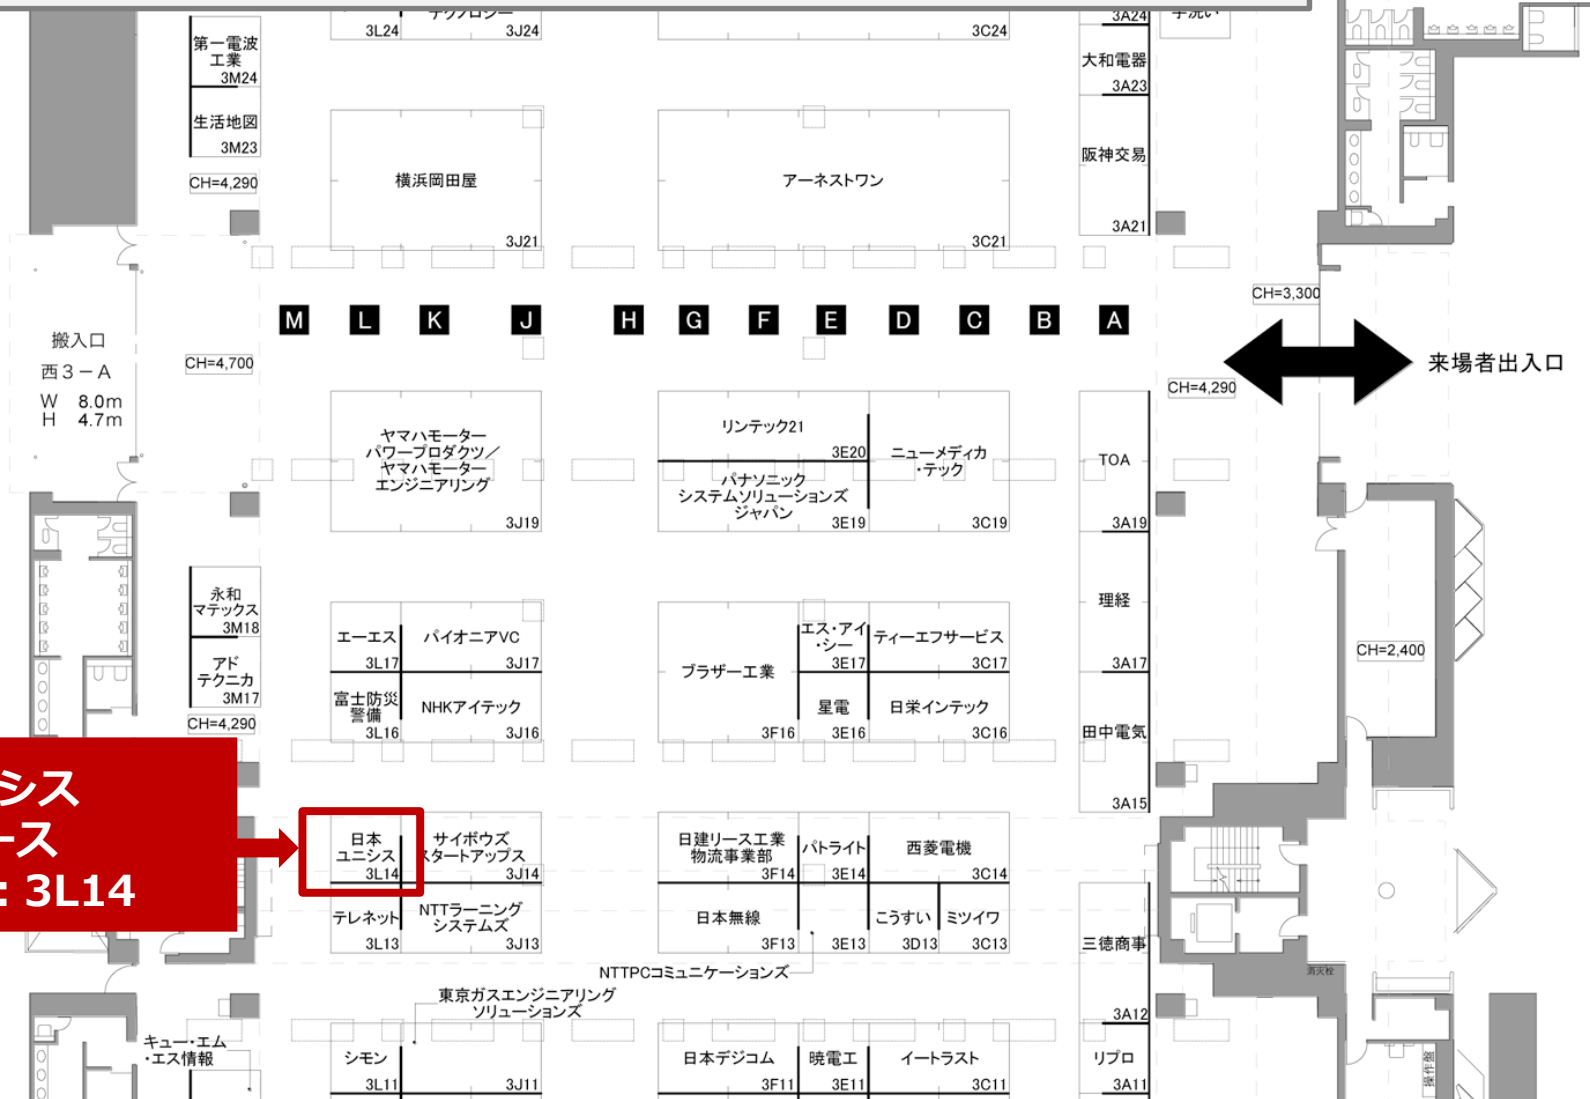 テクノロジー
3L24
3J24
3C24
3A24
手洗い
第一電波
工業
3M24
大和電器
3A23
生活地図
3M23
阪神交易
3A21
CH=4,290
横浜岡田屋
3J21
アーネストワン
3C21
CH=3,300
M L K J H G F E D C B A
搬入口
西3-A
W 8.0m
H 4.7m
CH=4,700
来場者出入口
CH=4,290
ヤマハモーター
パワープロダクツ／
ヤマハモーター
エンジニアリング
3J19
リンテック21
3E20
パナソニック
システムソリューションズ
ジャパン
3E19
ニューメディカ
・テック
3C19
TOA
3A19
永和
マテックス
3M18
アド
テクニカ
3M17
CH=4,290
エーエス
3L17
パイオニアVC
3J17
富士防災
警備
3L16
NHKアイテック
3J16
ブラザー工業
3F16
エス・アイ
・シー
3E17
ティーエフサービス
3C17
星電
3E16
日栄インテック
3C16
理経
3A17
CH=2,400
田中電気
3A15
シス
ース
: 3L14
日本
ユニシス
3L14
サイボウズ
スタートアップス
3J14
テレネット
3L13
NTTラーニング
システムズ
3J13
日建リース工業
物流事業部
3F14
パトライト
3E14
西菱電機
3C14
日本無線
3F13
3E13
こうすい
3D13
ミツイワ
3C13
三徳商事
3A12
NTTPCコミュニケーションズ
消火栓
東京ガスエンジニアリング
ソリューションズ
キュー・エム
・エス情報
シモン
3L11
3J11
日本デジコム
3F11
暁電工
3E11
イートラスト
3C11
リプロ
3A11
操作盤